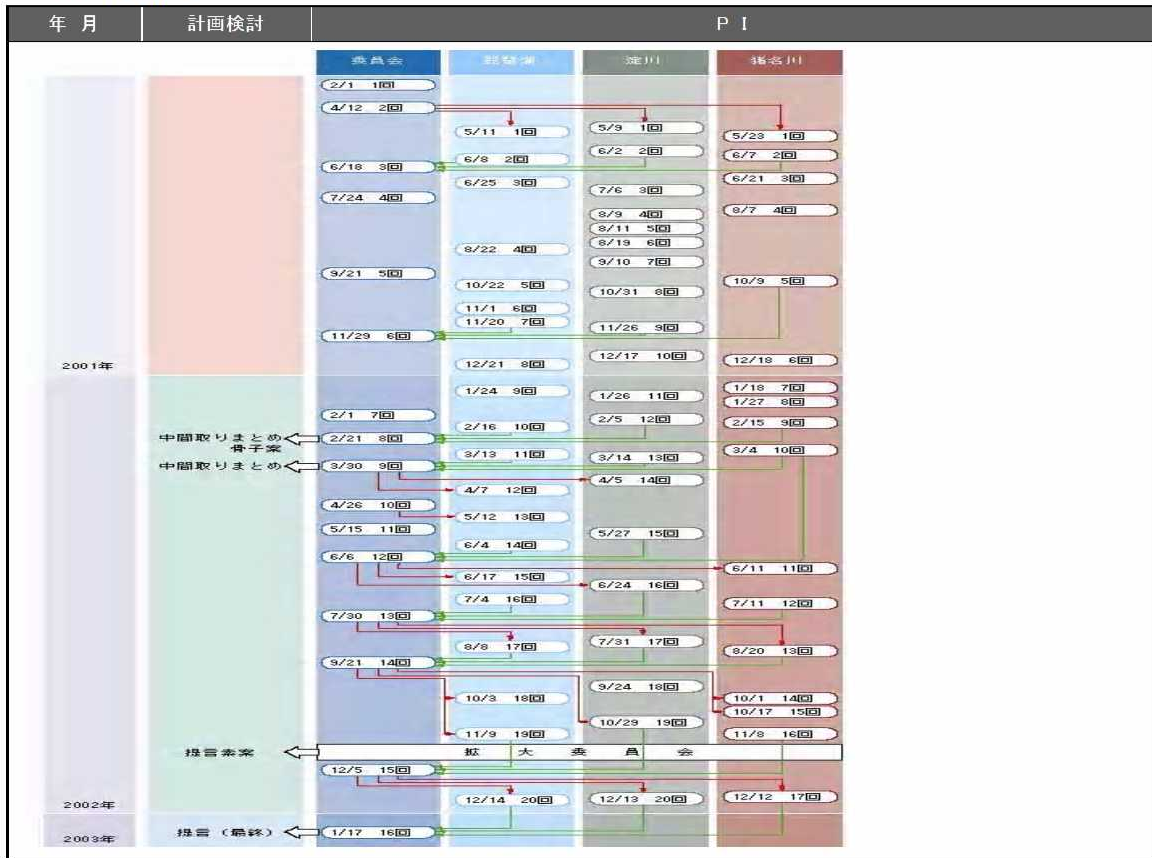 年 月 計画検討 P I
委員会 琵琶湖 淀川 猪名川
2/1 1回
4/12 2回
5/11 1回 5/9 1回 5/23 1回
6/18 3回 6/8 2回 6/2 2回 6/7 2回
6/25 3回 7/6 3回 6/21 3回
7/24 4回 8/9 4回 8/7 4回
8/11 5回
8/22 4回 8/19 6回
9/21 5回 9/10 7回
10/22 5回 10/31 8回 10/9 5回
11/1 6回
11/20 7回
11/29 6回 11/26 9回
2001年 12/21 8回 12/17 10回 12/18 6回
1/24 9回 1/26 11回 1/18 7回
1/27 8回
2/1 7回 2/16 10回 2/5 12回 2/15 9回
中間取りまとめ 2/21 8回
骨子案
3/13 11回 3/14 13回 3/4 10回
中間取りまとめ 3/30 9回
4/7 12回 4/5 14回
4/26 10回 5/12 13回
5/15 11回 5/27 15回
6/6 12回 6/4 14回
6/17 15回 6/24 16回 6/11 11回
7/30 13回 7/4 16回 7/11 12回
8/8 17回 7/31 17回 8/20 13回
9/21 14回
10/3 18回 9/24 18回 10/1 14回
10/17 15回
11/9 19回 10/29 19回 11/8 16回
提言素案 拡 大 委 員 会
12/5 15回
2002年 12/14 20回 12/13 20回 12/12 17回
2003年 提言（最終） 1/17 16回